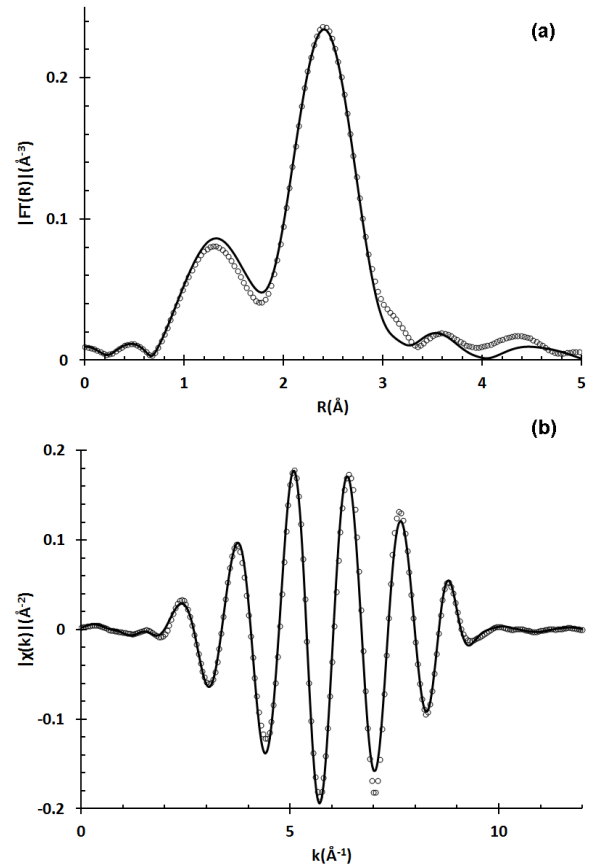 (a)
0.2
0.1
0
|FT(R)|(Å⁻³)
0 1 2 3 4 5
R(Å)
(b)
0.2
0.1
0
-0.1
-0.2
|χ(k)|(Å⁻²)
0 5 10
k(Å⁻¹)